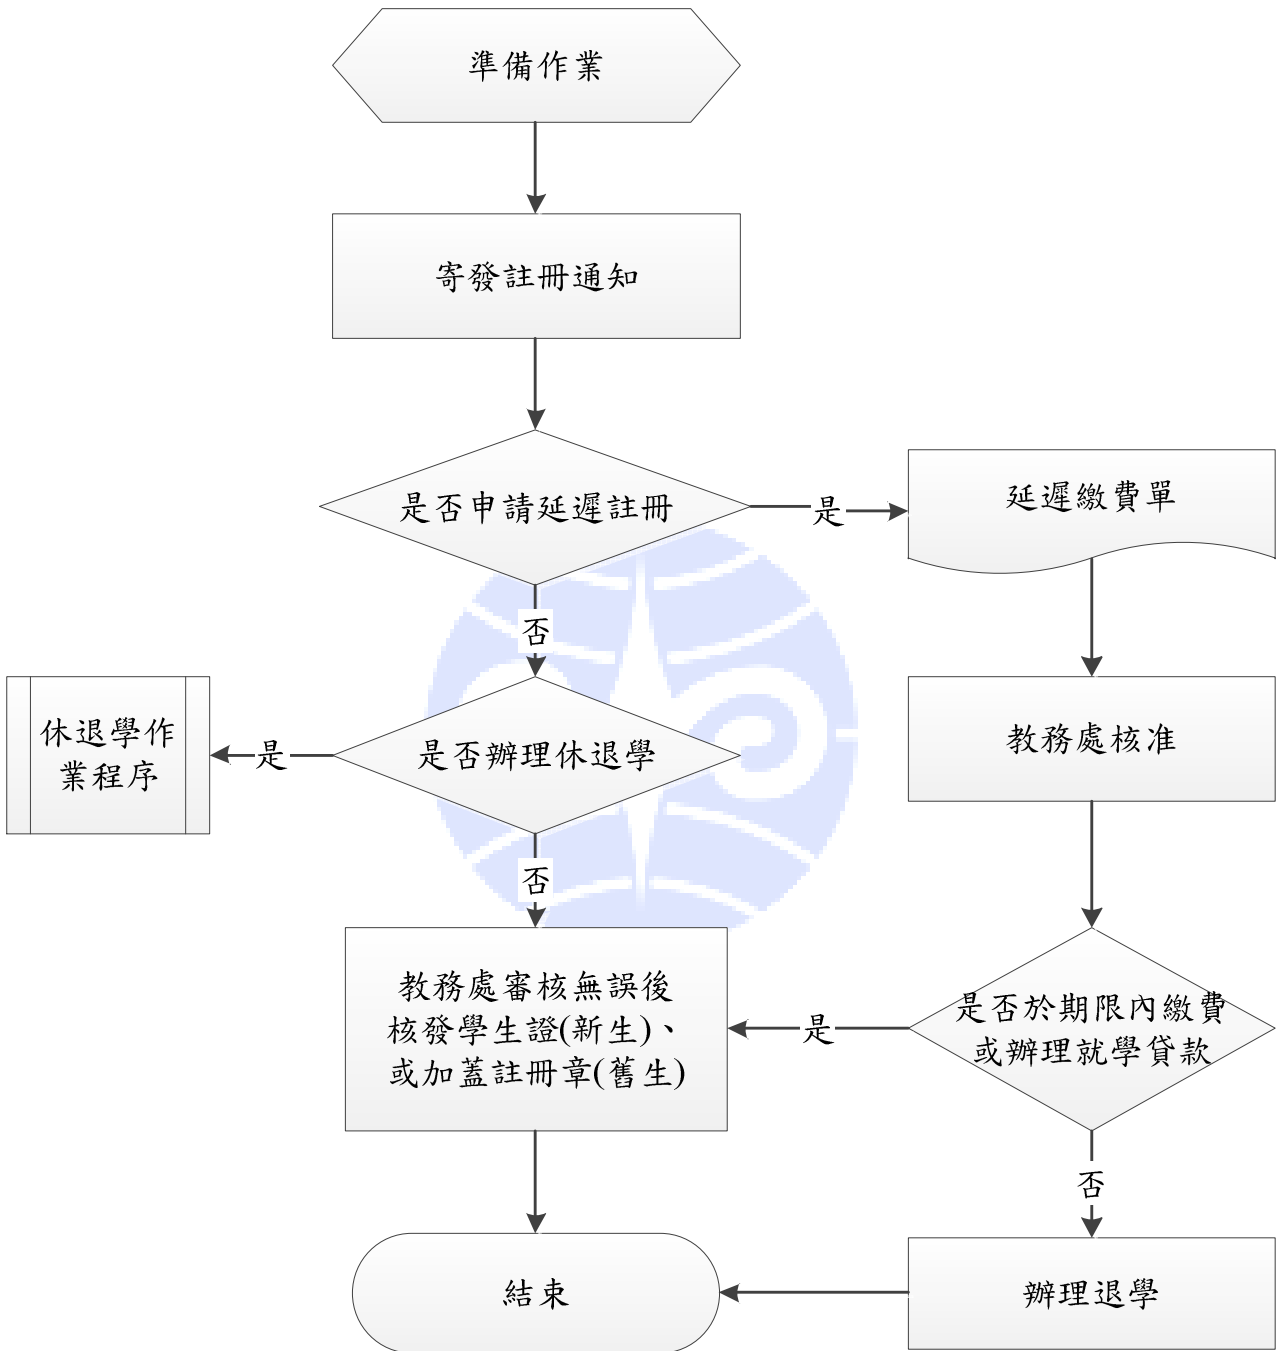 準備作業
寄發註冊通知
是否申請延遲註冊
是
延遲繳費單
否
休退學作
業程序
是
是否辦理休退學
教務處核准
否
教務處審核無誤後
核發學生證(新生)、
或加蓋註冊章(舊生)
是
是否於期限內繳費
或辦理就學貸款
否
結束
辦理退學